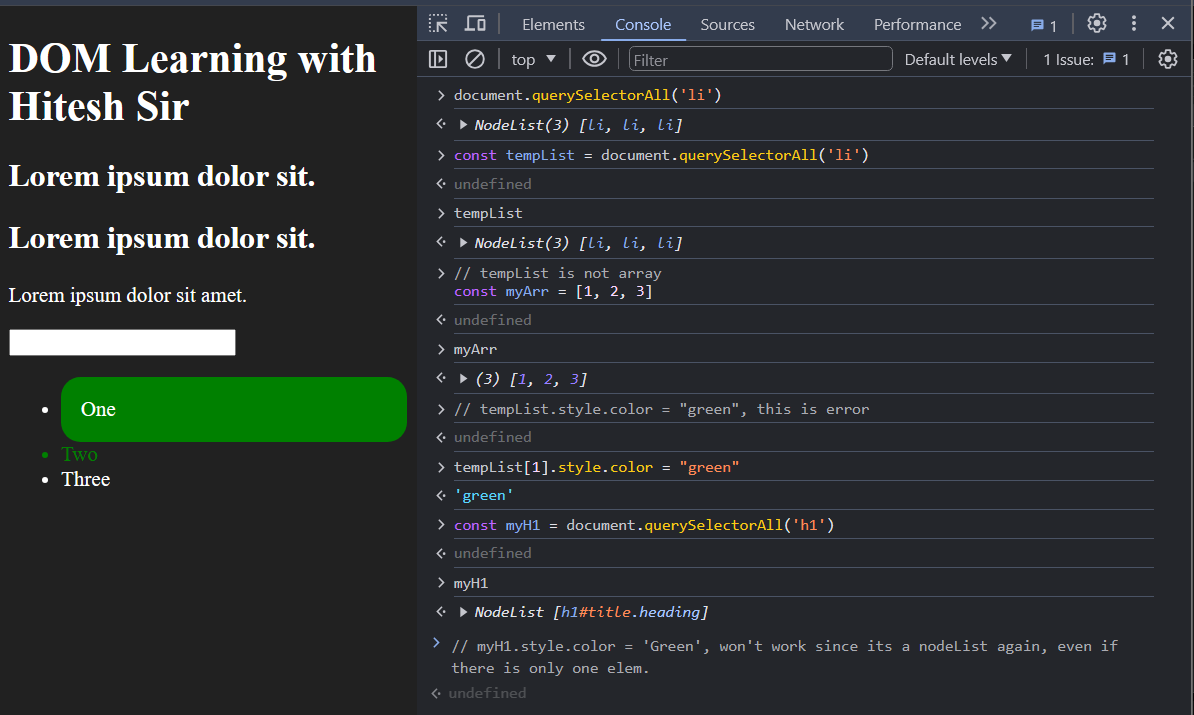 DOM Learning with
Hitesh Sir
Lorem ipsum dolor sit.
Lorem ipsum dolor sit.
Lorem ipsum dolor sit amet.
• One
• Two
• Three
Elements Console Sources Network Performance 1
top Filter Default levels 1 Issue: 1
document.querySelectorAll('li')
NodeList(3) [li, li, li]
const tempList = document.querySelectorAll('li')
undefined
tempList
NodeList(3) [li, li, li]
// tempList is not array
const myArr = [1, 2, 3]
undefined
myArr
(3) [1, 2, 3]
// tempList.style.color = "green", this is error
undefined
tempList[1].style.color = "green"
'green'
const myH1 = document.querySelectorAll('h1')
undefined
myH1
NodeList [h1#title.heading]
// myH1.style.color = 'Green', won't work since its a nodeList again, even if
there is only one elem.
undefined